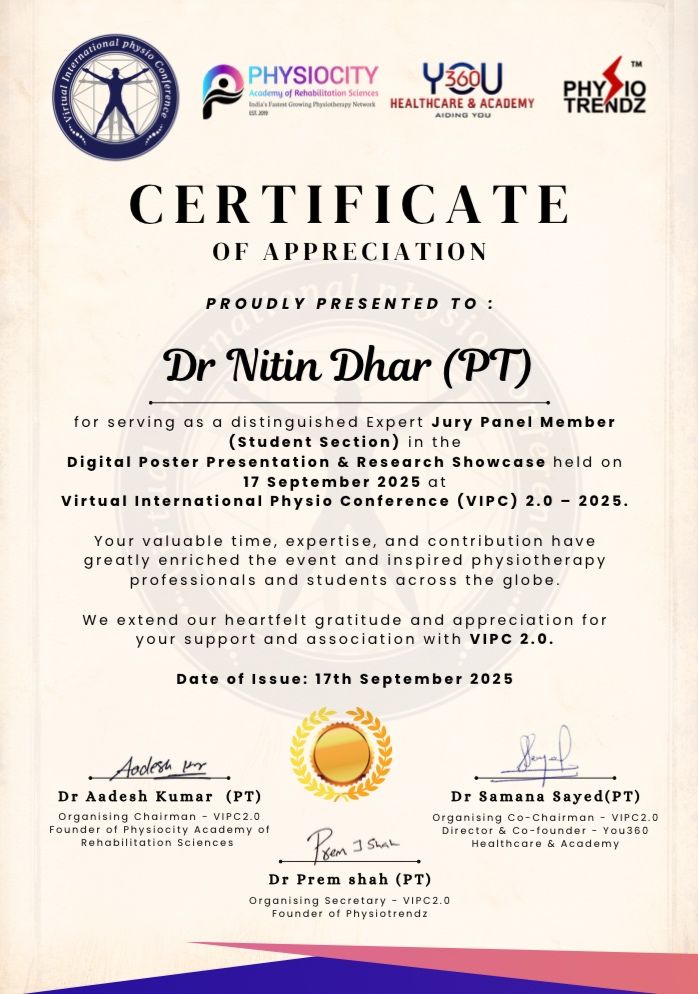 Virtual International physio Conference
PHYSIOCITY
Academy of Rehabilitation Sciences
India's Fastest Growing Physiotherapy Network
EST. 2019
YOU
360
HEALTHCARE & ACADEMY
AIDING YOU
PHYSIO
TRENDZ
TM
CERTIFICATE
OF APPRECIATION
PROUDLY PRESENTED TO :
Dr Nitin Dhar (PT)
for serving as a distinguished Expert Jury Panel Member
(Student Section) in the
Digital Poster Presentation & Research Showcase held on
17 September 2025 at
Virtual International Physio Conference (VIPC) 2.0 – 2025.
Your valuable time, expertise, and contribution have
greatly enriched the event and inspired physiotherapy
professionals and students across the globe.
We extend our heartfelt gratitude and appreciation for
your support and association with VIPC 2.0.
Date of Issue: 17th September 2025
Dr Aadesh Kumar (PT)
Organising Chairman - VIPC2.0
Founder of Physiocity Academy of
Rehabilitation Sciences
Dr Samana Sayed(PT)
Organising Co-Chairman - VIPC2.0
Director & Co-founder - You360
Healthcare & Academy
Prem J Shah
Dr Prem shah (PT)
Organising Secretary - VIPC2.0
Founder of Physiotrendz